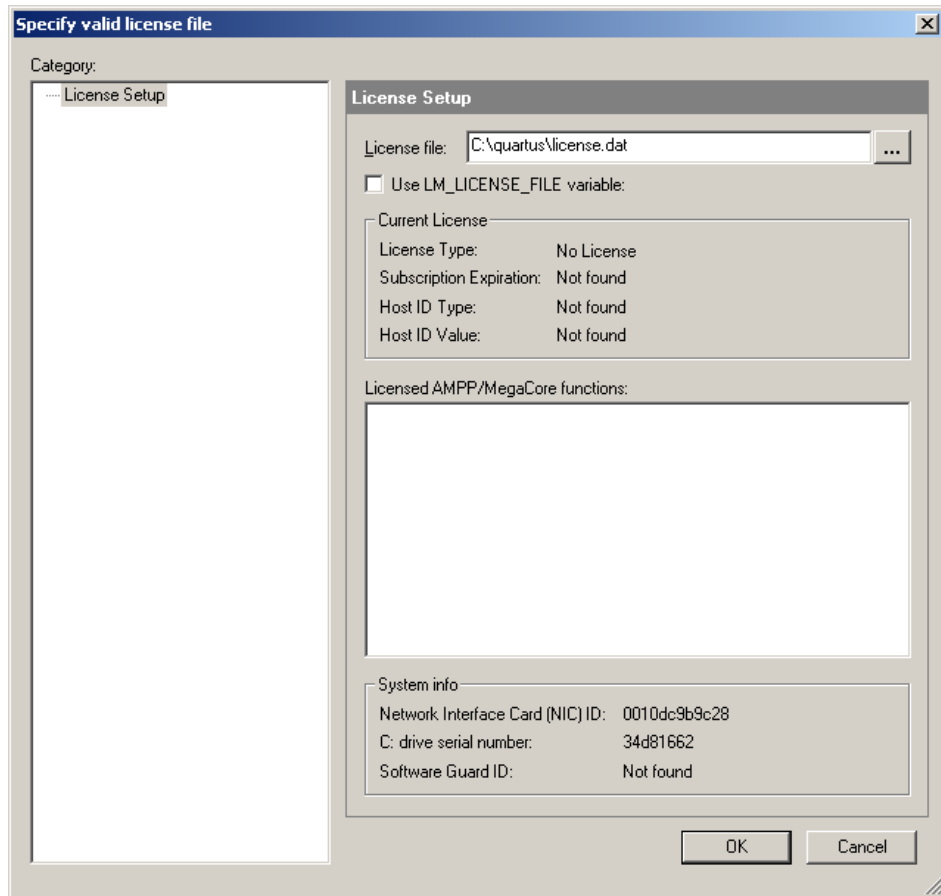 Specify valid license file
Category:
License Setup
License Setup
License file: C:\quartus\license.dat ...
Use LM_LICENSE_FILE variable:
Current License
License Type: No License
Subscription Expiration: Not found
Host ID Type: Not found
Host ID Value: Not found
Licensed AMPP/MegaCore functions:
System info
Network Interface Card (NIC) ID: 0010dc9b9c28
C: drive serial number: 34d81662
Software Guard ID: Not found
OK Cancel